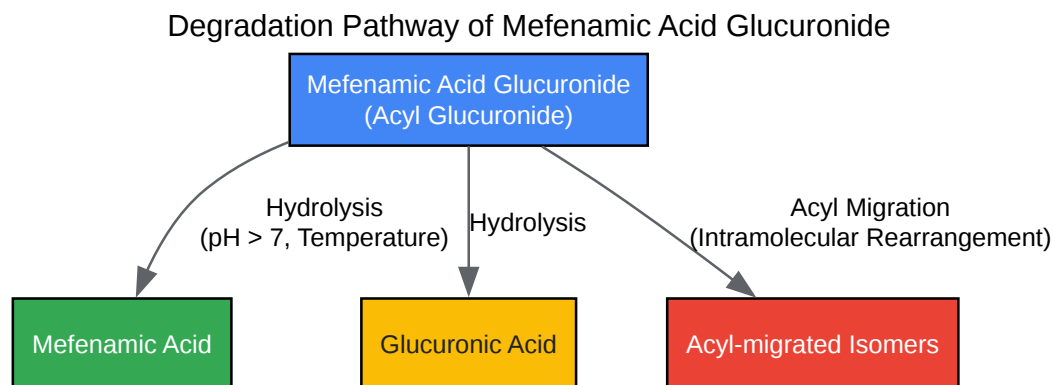 Degradation Pathway of Mefenamic Acid Glucuronide
Mefenamic Acid Glucuronide
(Acyl Glucuronide)
Hydrolysis
(pH > 7, Temperature)
Hydrolysis
Acyl Migration
(Intramolecular Rearrangement)
Mefenamic Acid
Glucuronic Acid
Acyl-migrated Isomers